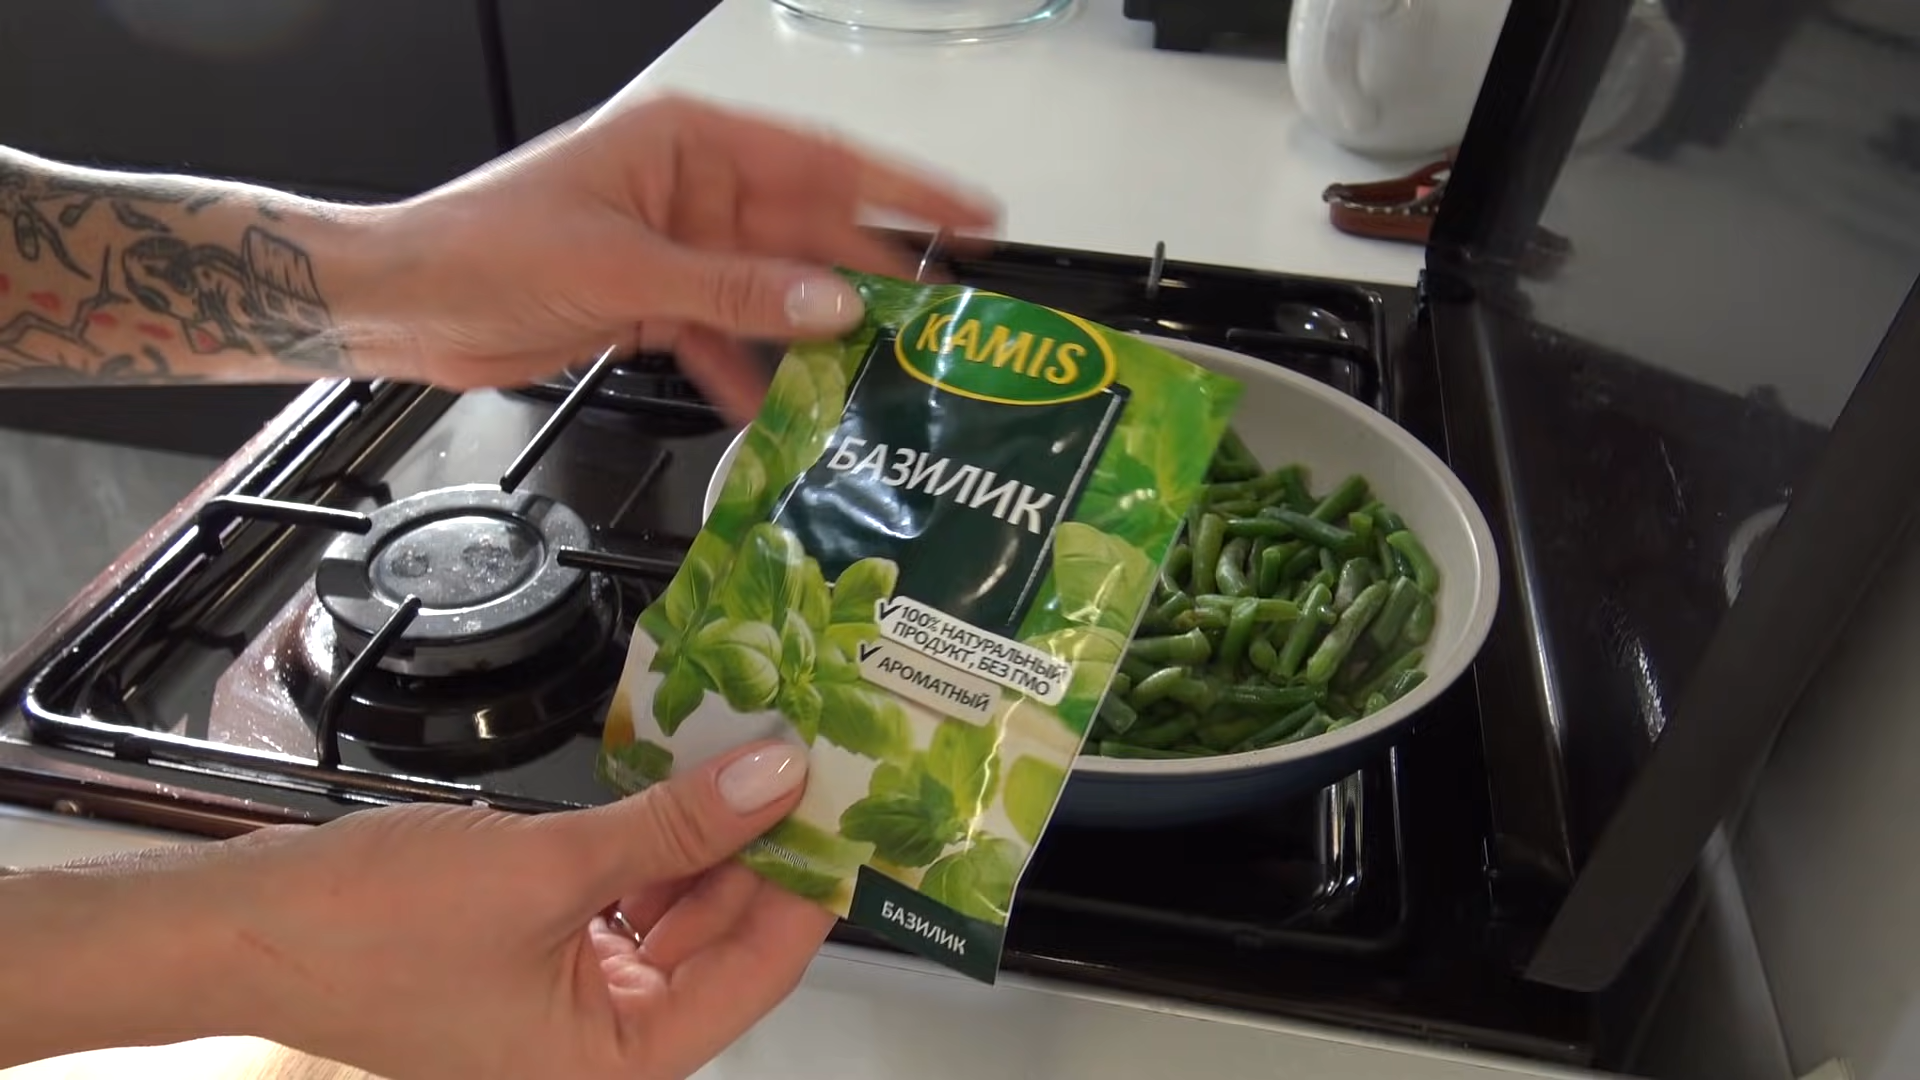 KAMIS
БАЗИЛИК
100% НАТУРАЛЬНЫЙ
ПРОДУКТ, БЕЗ ГМО
АРОМАТНЫЙ
БАЗИЛИК